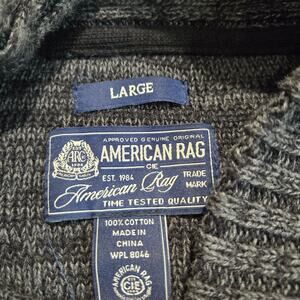 LARGE
APPROVED GENUINE ORIGINAL
ARC
AMERICAN RAG
CIE
EST. 1984
TRADE
MARK
American Rag
TIME TESTED QUALITY
100% COTTON
MADE IN
CHINA
WPL 8046
AMERICAN RAG
CIE